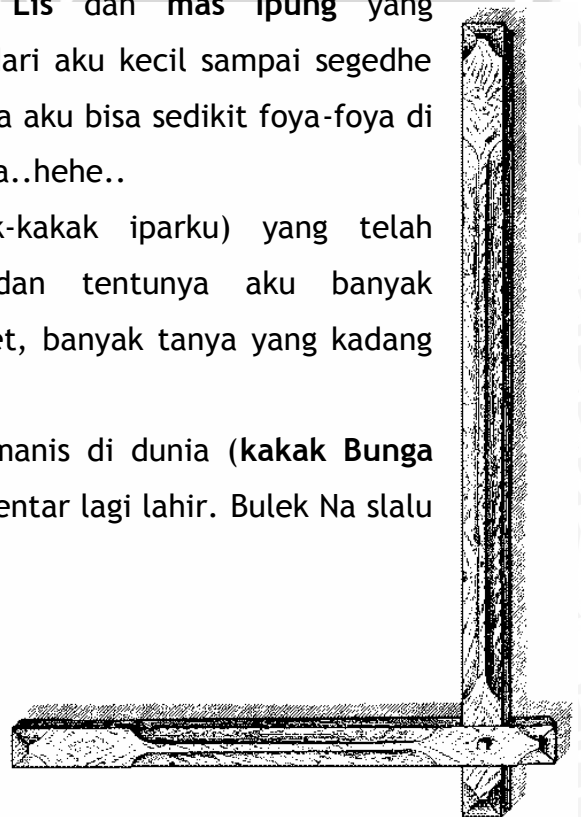 Lis dan mas Ipung yang
ari aku kecil sampai segedhe
a aku bisa sedikit foya-foya di
a..hehe..
k-kakak iparku) yang telah
dan tentunya aku banyak
et, banyak tanya yang kadang
manis di dunia (kakak Bunga
entar lagi lahir. Bulek Na slalu